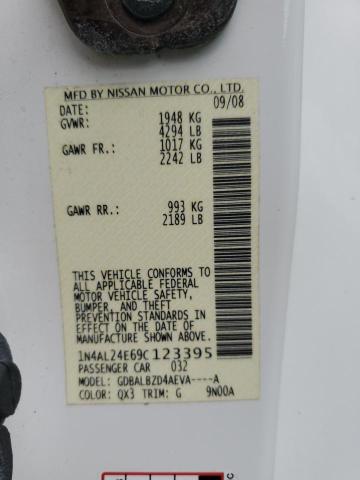 MFD BY NISSAN MOTOR CO., LTD.
DATE: 09/08
GVWR: 1948 KG
4294 LB
GAWR FR.: 1017 KG
2242 LB
GAWR RR.: 993 KG
2189 LB
THIS VEHICLE CONFORMS TO
ALL APPLICABLE FEDERAL
MOTOR VEHICLE SAFETY,
BUMPER, AND THEFT
PREVENTION STANDARDS
IN EFFECT ON THE DATE OF
MANUFACTURE SHOWN ABOVE.
1N4AL24E69C123395
PASSENGER CAR 032
MODEL: GDBALBZD4AEVA----A
COLOR: QX3 TRIM: G 9N00A